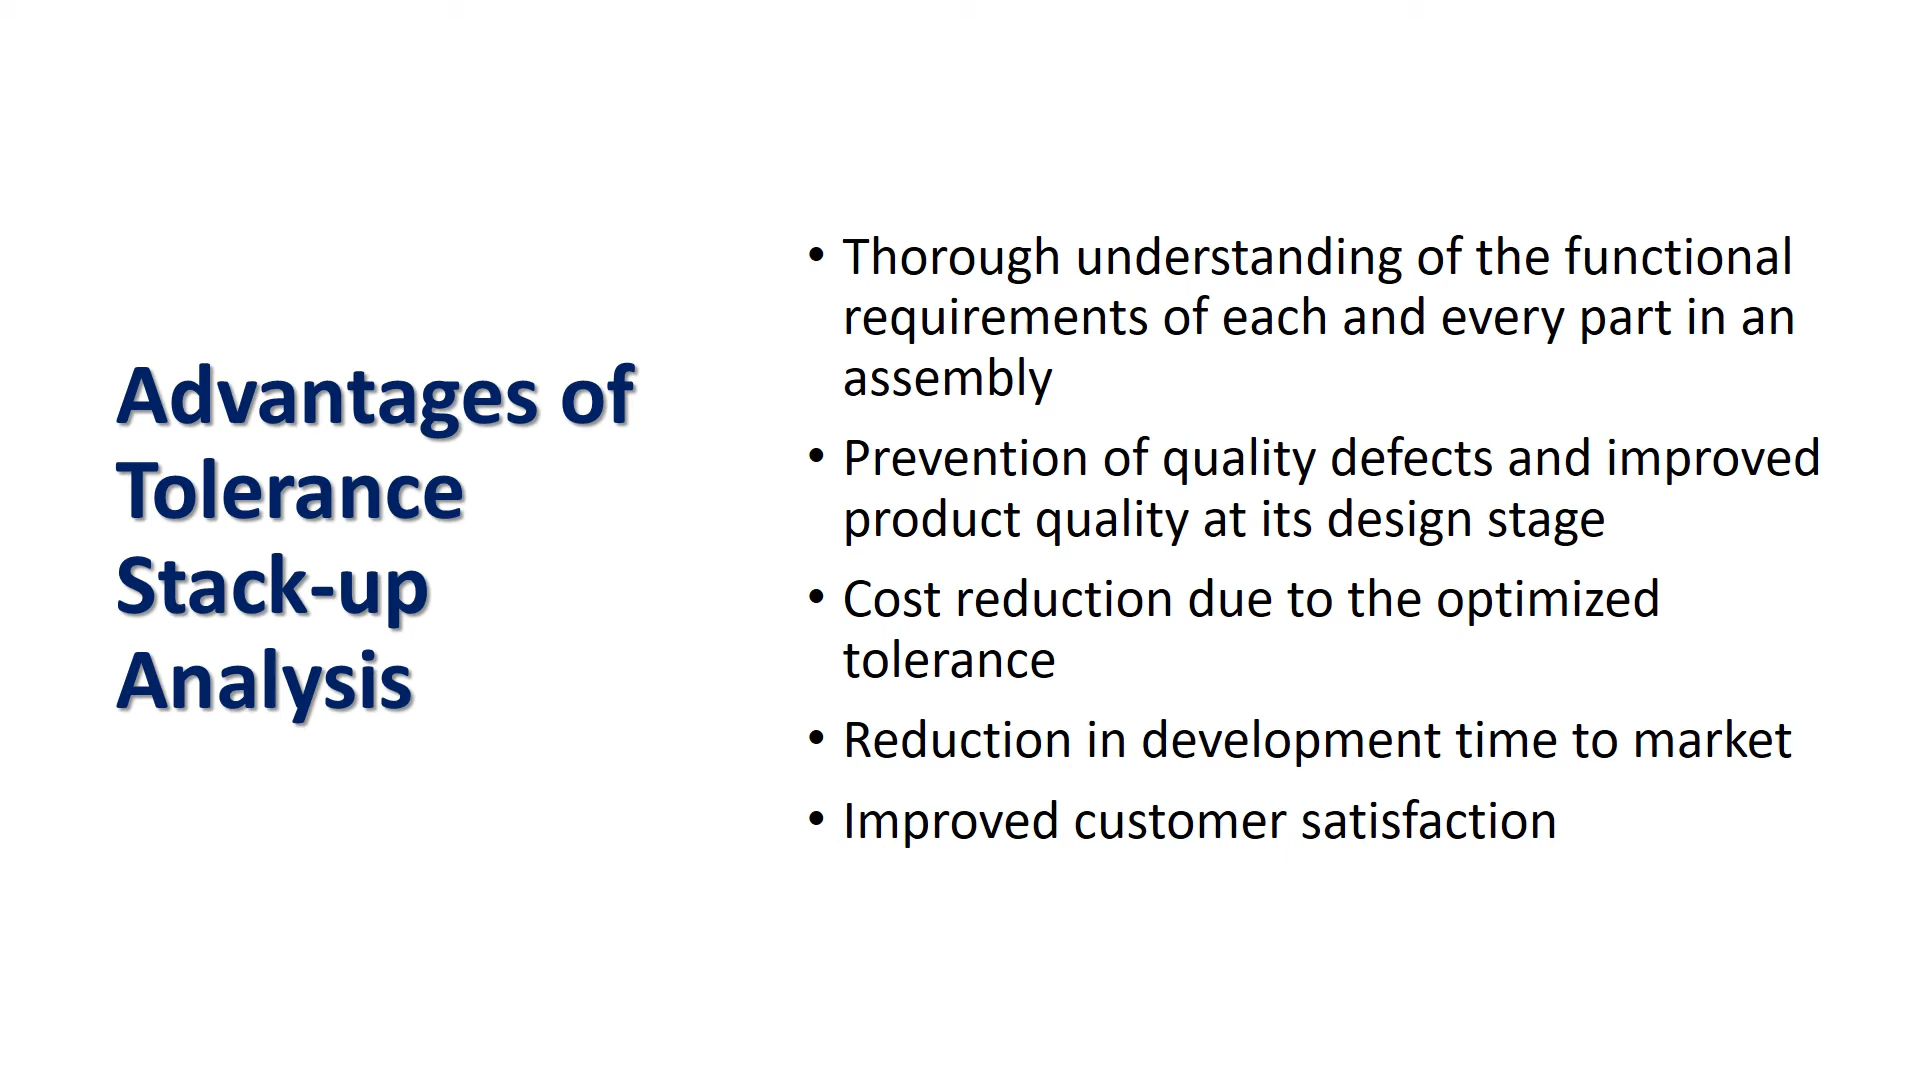 Advantages of
Tolerance
Stack-up
Analysis
• Thorough understanding of the functional
requirements of each and every part in an
assembly
• Prevention of quality defects and improved
product quality at its design stage
• Cost reduction due to the optimized
tolerance
• Reduction in development time to market
• Improved customer satisfaction